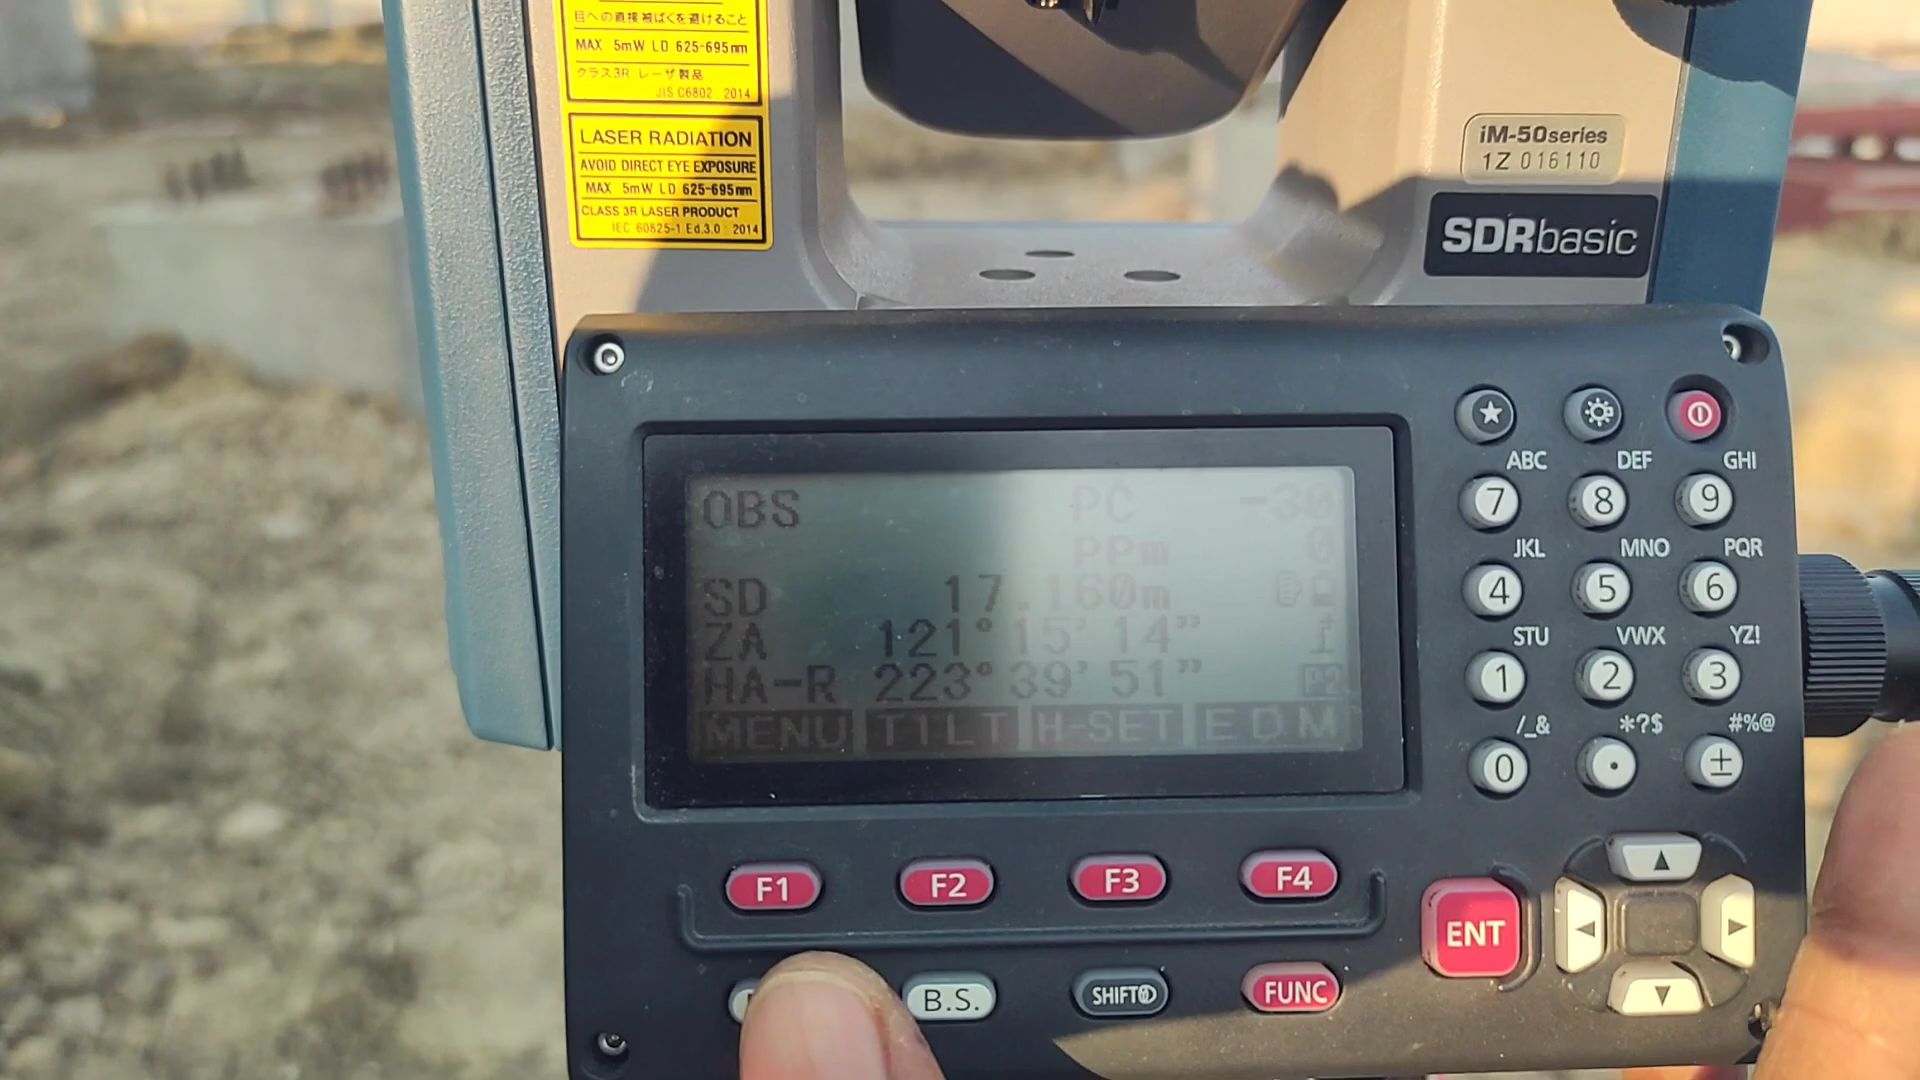 目への直接被ばくを避けること
MAX 5mW LD 625-695nm
クラス3R レーザ製品
JIS C6802 2014
LASER RADIATION
AVOID DIRECT EYE EXPOSURE
MAX 5mW LD 625-695nm
CLASS 3R LASER PRODUCT
IEC 60825-1 Ed.3.0 2014
iM-50series
1Z 016110
SDRbasic
OBS PC -30
ppm 0
SD 17.160m
ZA 121°15'14"
HA-R 223°39'51"
P2
MENU TILT H-SET EDM
ABC DEF GHI
7 8 9
JKL MNO PQR
4 5 6
STU VWX YZ!
1 2 3
/_& *?$ #%@
0 . ±
F1 F2 F3 F4
ENT
B.S. SHIFT FUNC